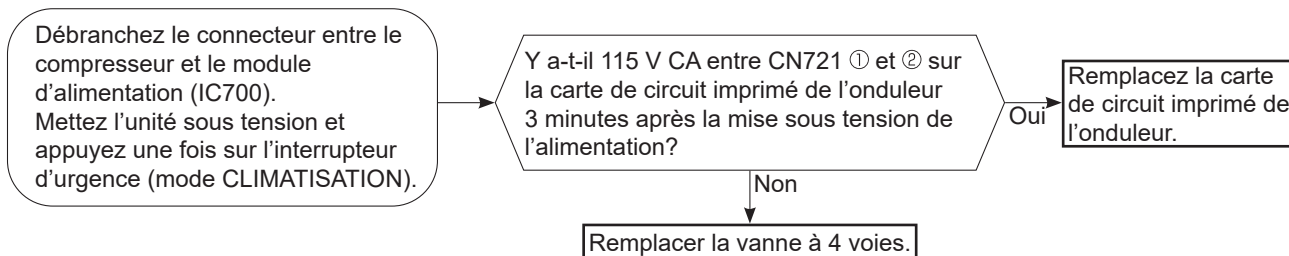 Débranchez le connecteur entre le
compresseur et le module
d'alimentation (IC700).
Mettez l'unité sous tension et
appuyez une fois sur l'interrupteur
d'urgence (mode CLIMATISATION).
Y a-t-il 115 V CA entre CN721 ① et ② sur
la carte de circuit imprimé de l'onduleur
3 minutes après la mise sous tension de
l'alimentation?
Oui
Remplacez la carte
de circuit imprimé de
l'onduleur.
Non
Remplacer la vanne à 4 voies.